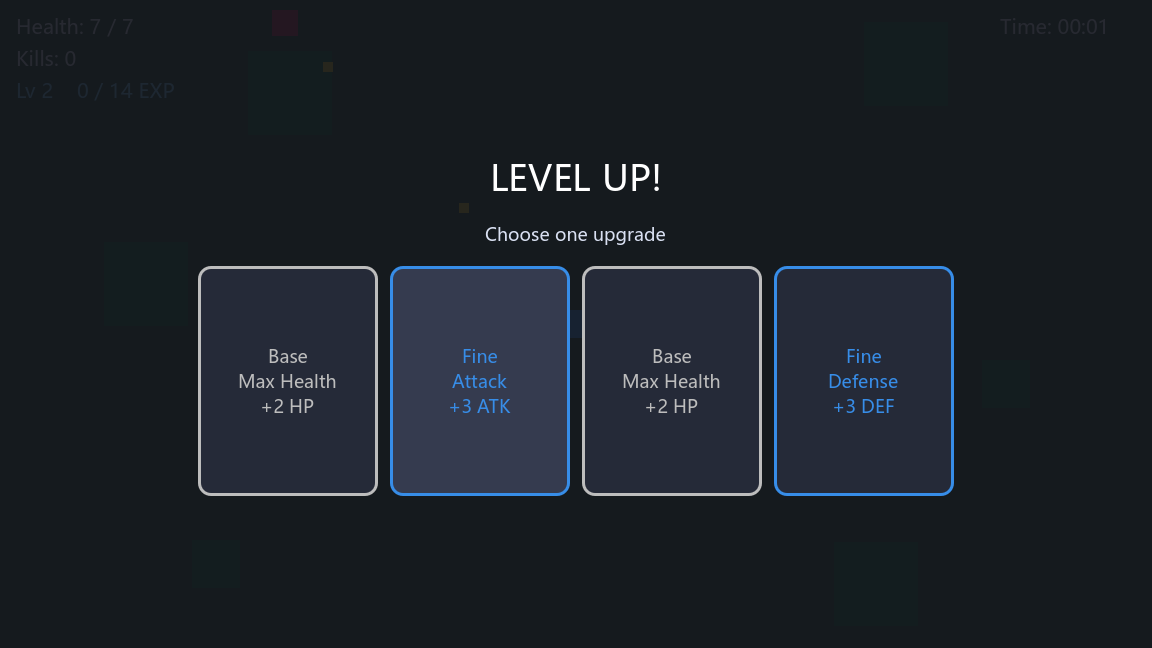 Health: 7 / 7
Time: 00:01
Kills: 0
Lv 2 0 / 14 EXP
LEVEL UP!
Choose one upgrade
Base
Max Health
+2 HP
Fine
Attack
+3 ATK
Base
Max Health
+2 HP
Fine
Defense
+3 DEF